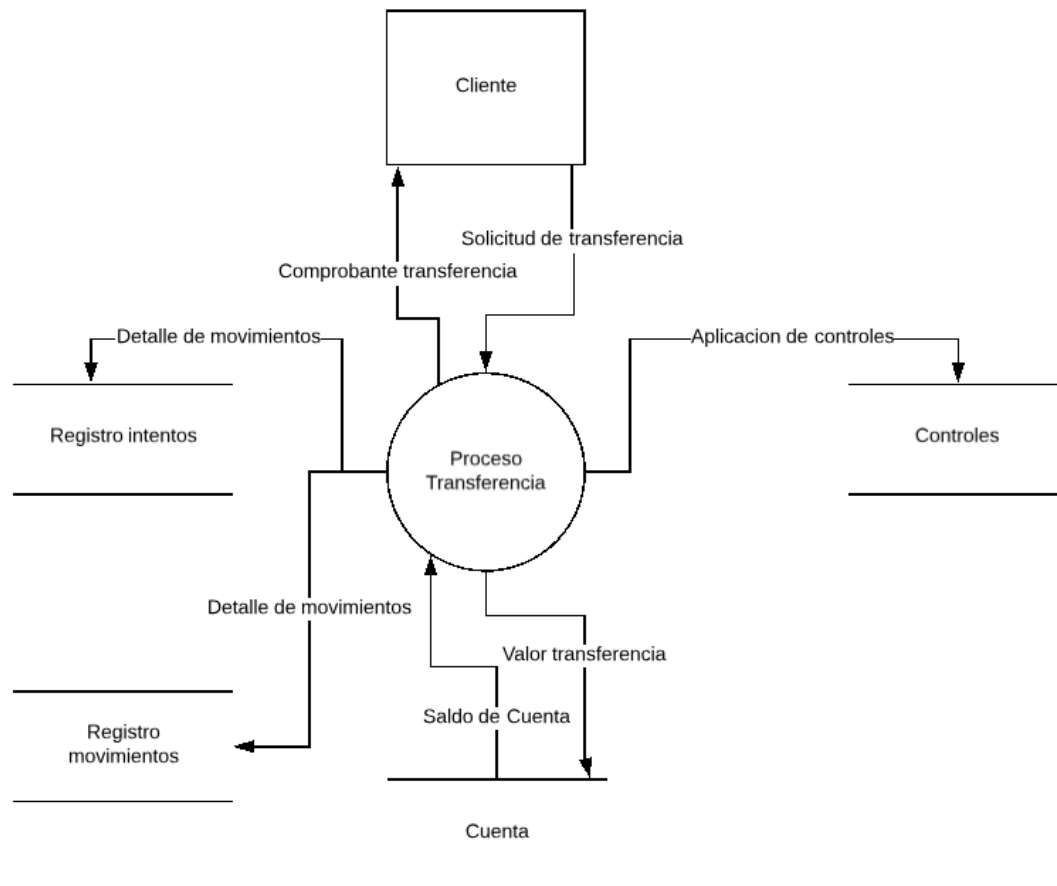 Cliente
Solicitud de transferencia
Comprobante transferencia
Detalle de movimientos
Aplicacion de controles
Registro intentos
Proceso
Transferencia
Controles
Detalle de movimientos
Valor transferencia
Saldo de Cuenta
Registro
movimientos
Cuenta